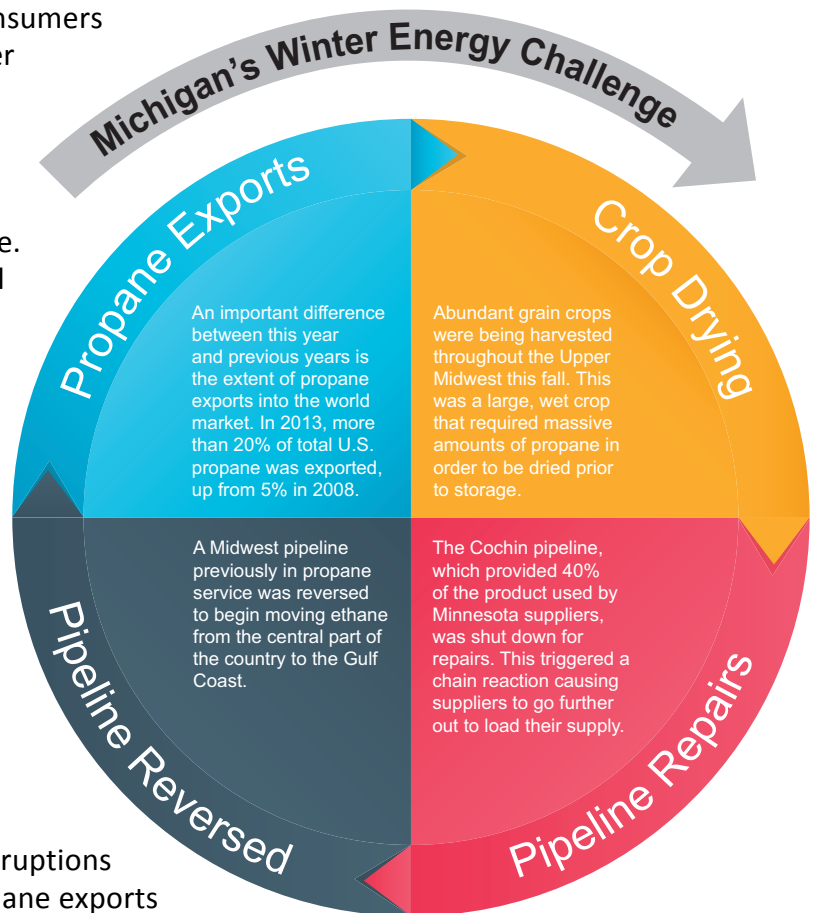 nsumers
er
Michigan's Winter Energy Challenge
e.
Propane Exports
An important difference
between this year
and previous years is
the extent of propane
exports into the world
market. In 2013, more
than 20% of total U.S.
propane was exported,
up from 5% in 2008.
Crop Drying
Abundant grain crops
were being harvested
throughout the Upper
Midwest this fall. This
was a large, wet crop
that required massive
amounts of propane in
order to be dried prior
to storage.
Pipeline Reversed
A Midwest pipeline
previously in propane
service was reversed
to begin moving ethane
from the central part of
the country to the Gulf
Coast.
Pipeline Repairs
The Cochin pipeline,
which provided 40%
of the product used by
Minnesota suppliers,
was shut down for
repairs. This triggered a
chain reaction causing
suppliers to go further
out to load their supply.
ruptions
ane exports